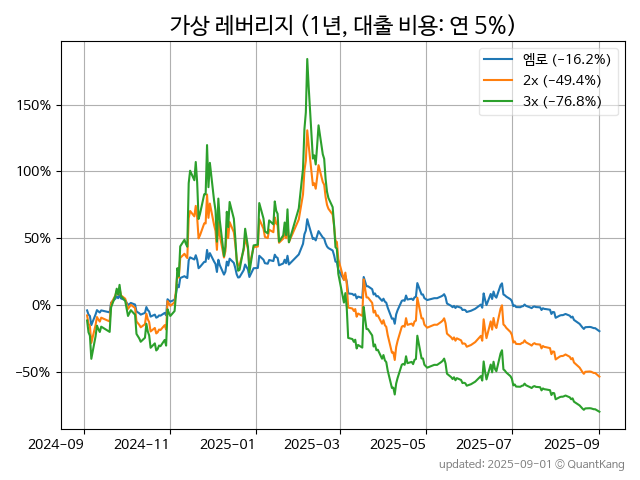 가상 레버리지 (1년, 대출 비용: 연 5%)
엠로 (−16.2%)
2x (−49.4%)
3x (−76.8%)
150%
100%
50%
0%
−50%
2024−09 2024−11 2025−01 2025−03 2025−05 2025−07 2025−09
updated: 2025−09−01 © QuantKang